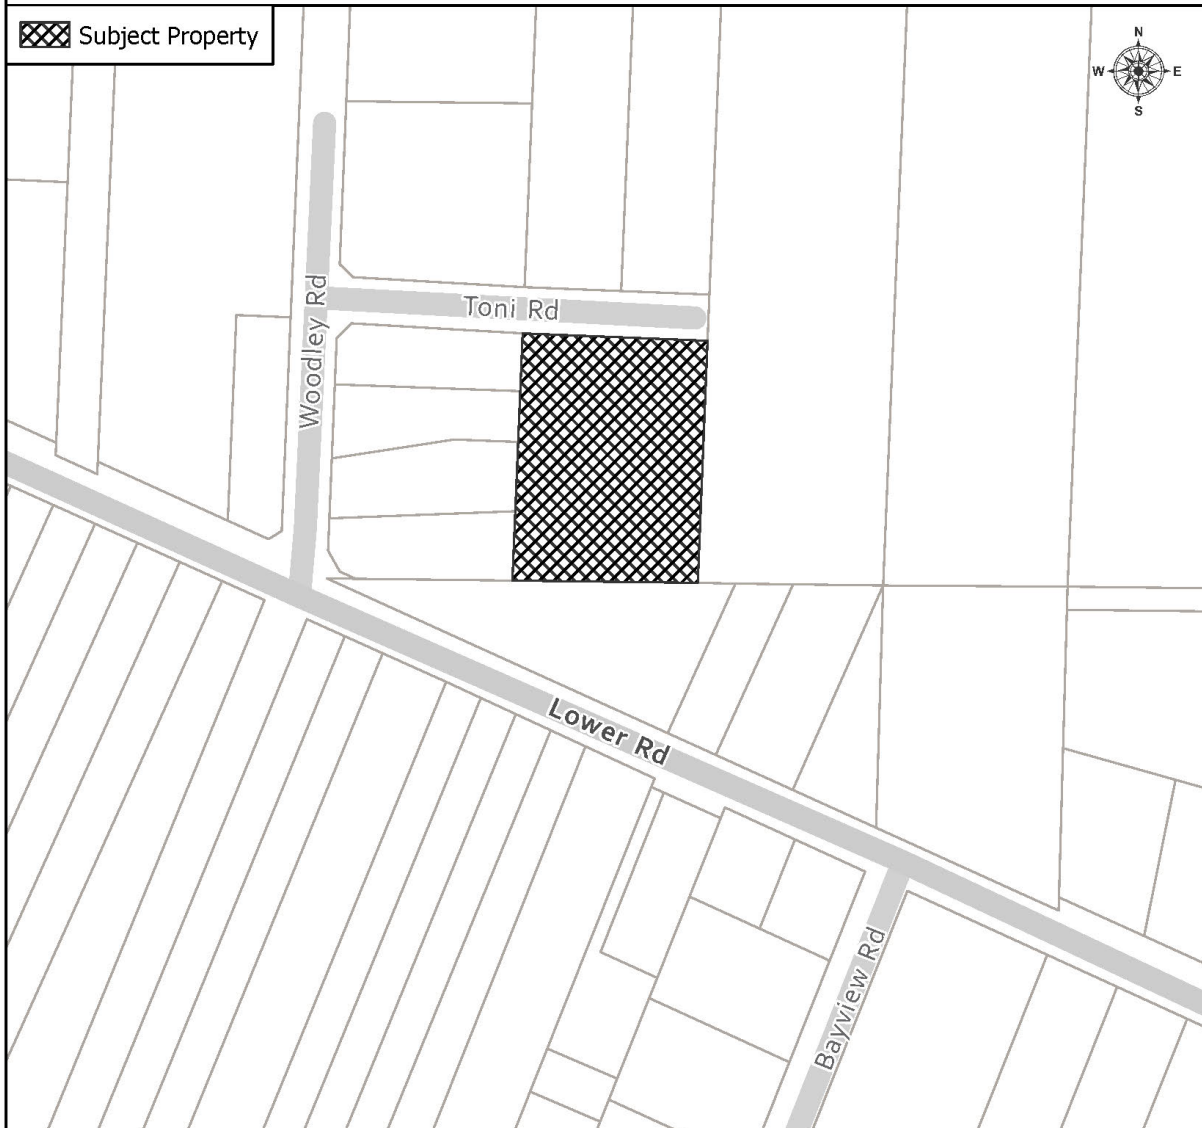 Subject Property
N
W E
S
Toni Rd
Woodley Rd
Lower Rd
Bayview Rd